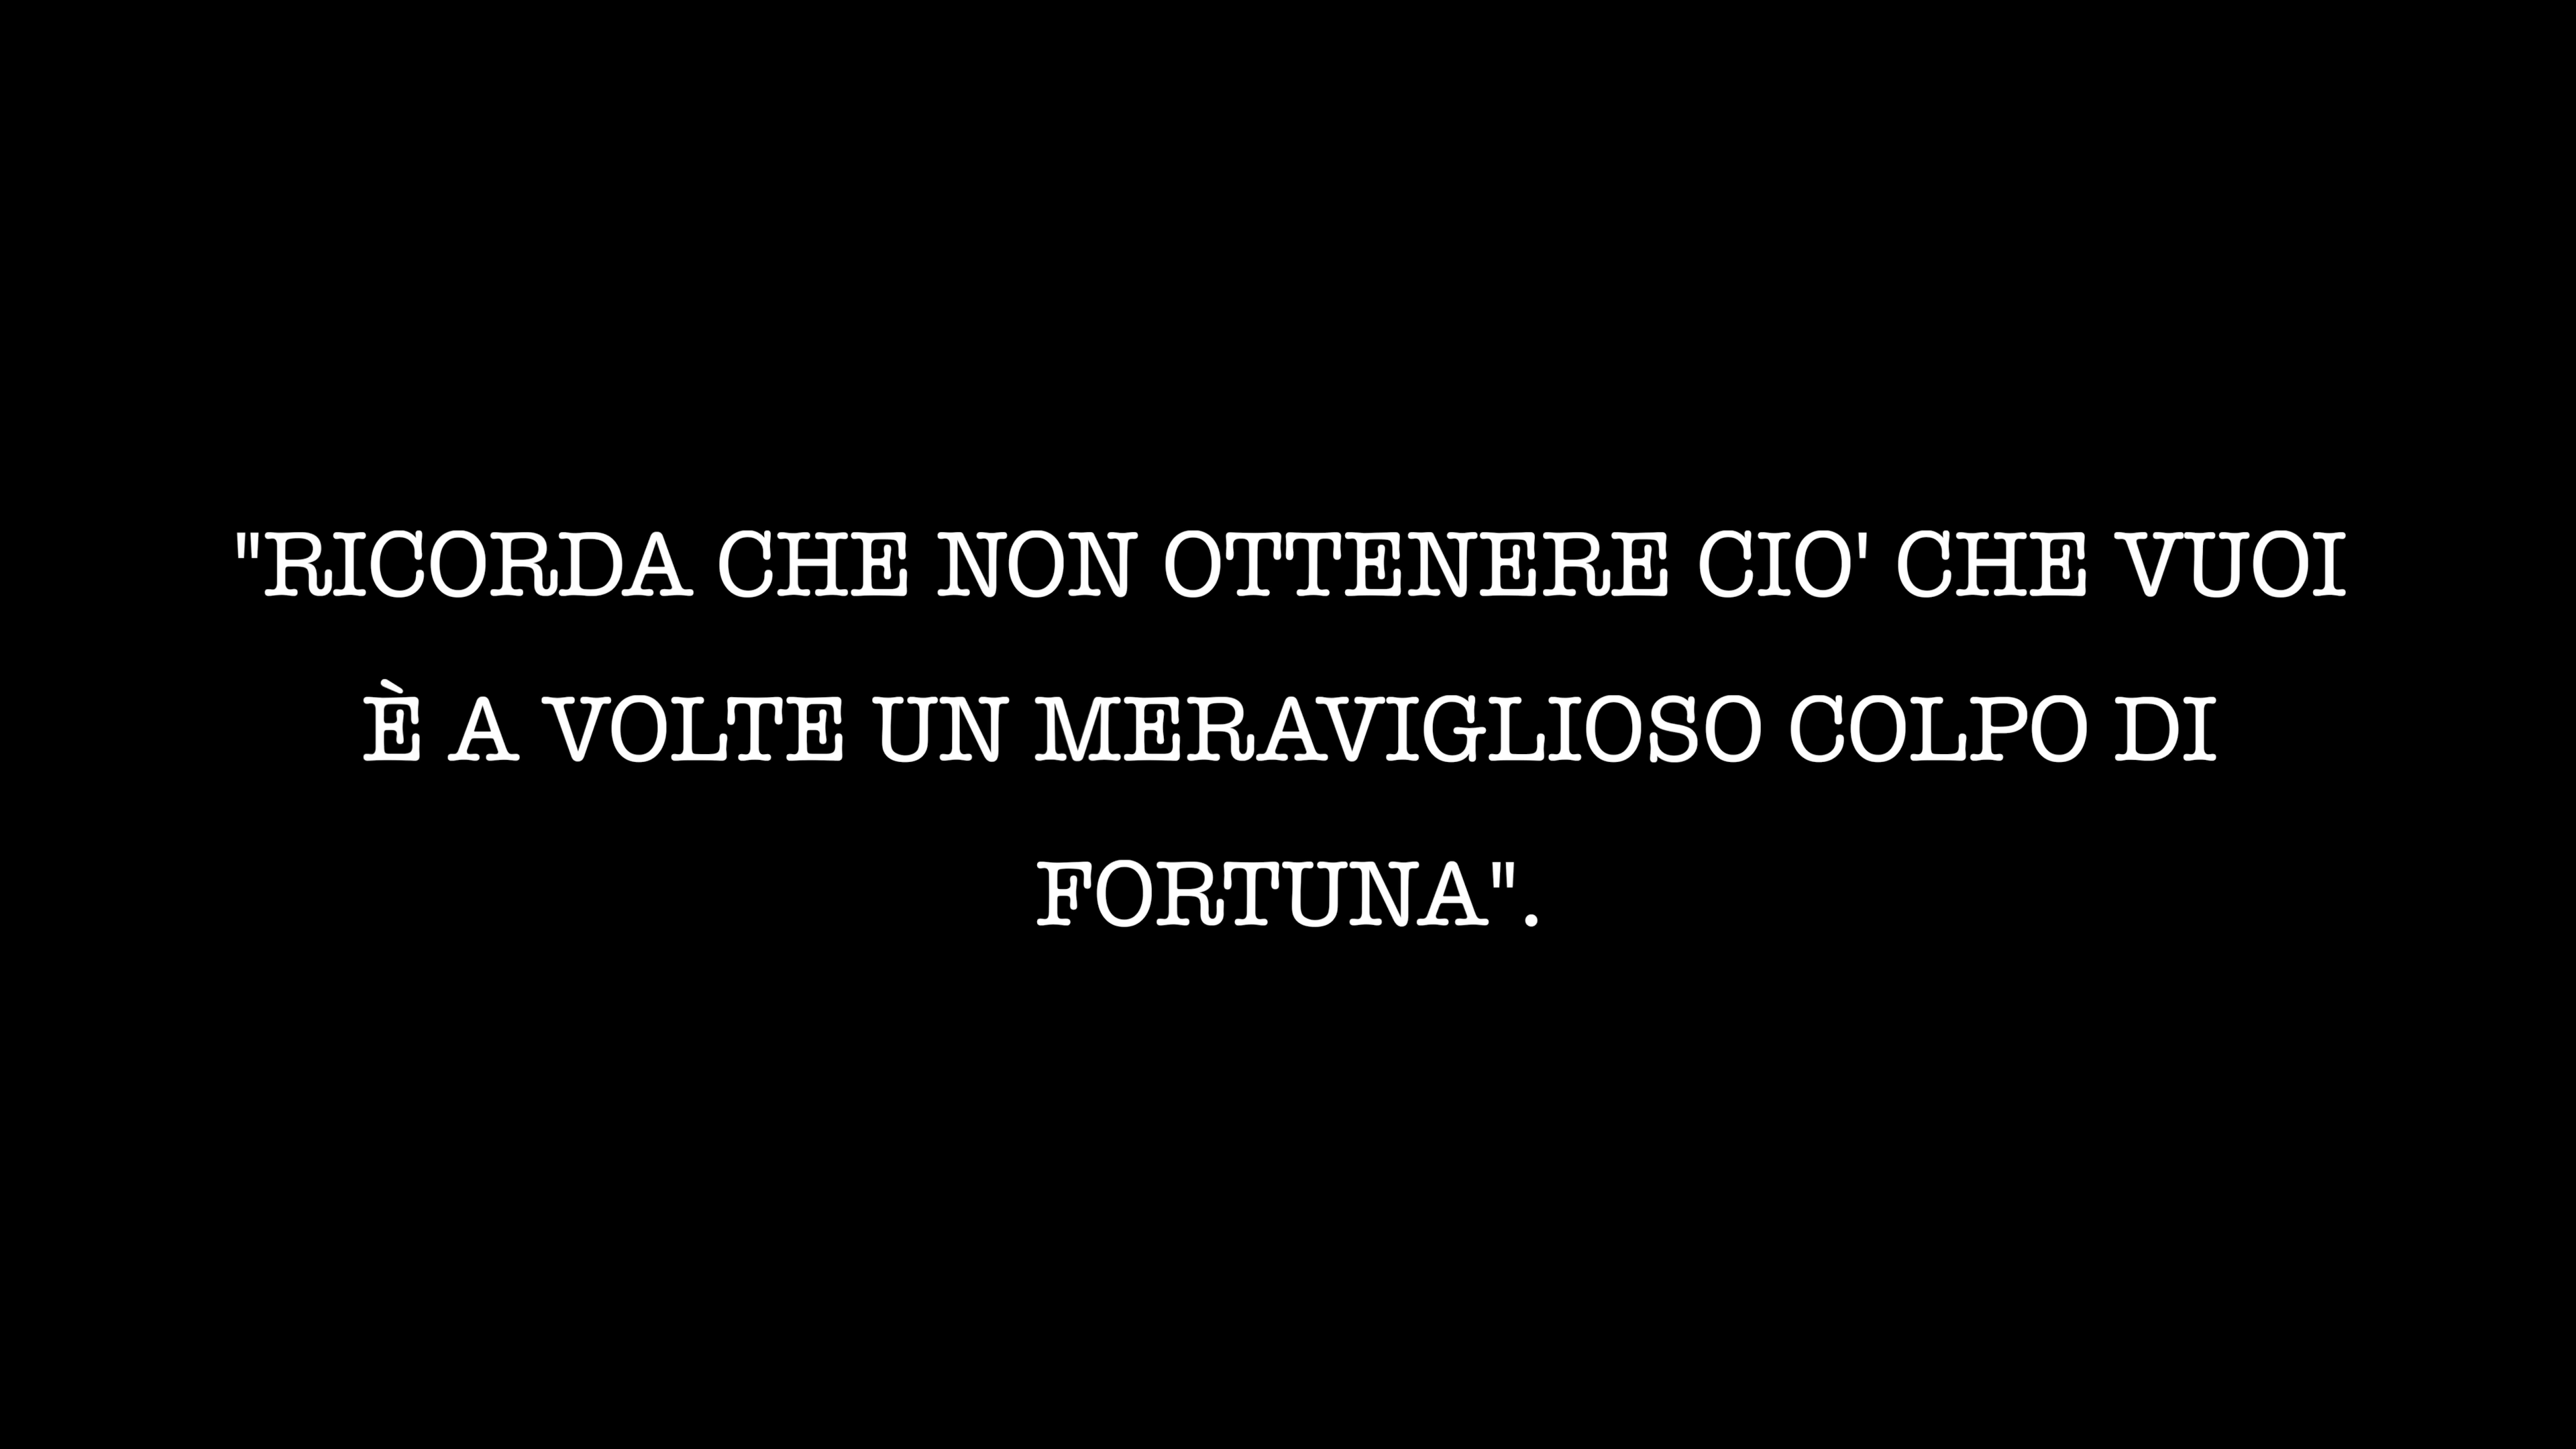 "RICORDA CHE NON OTTENERE CIO' CHE VUOI
È A VOLTE UN MERAVIGLIOSO COLPO DI
FORTUNA".